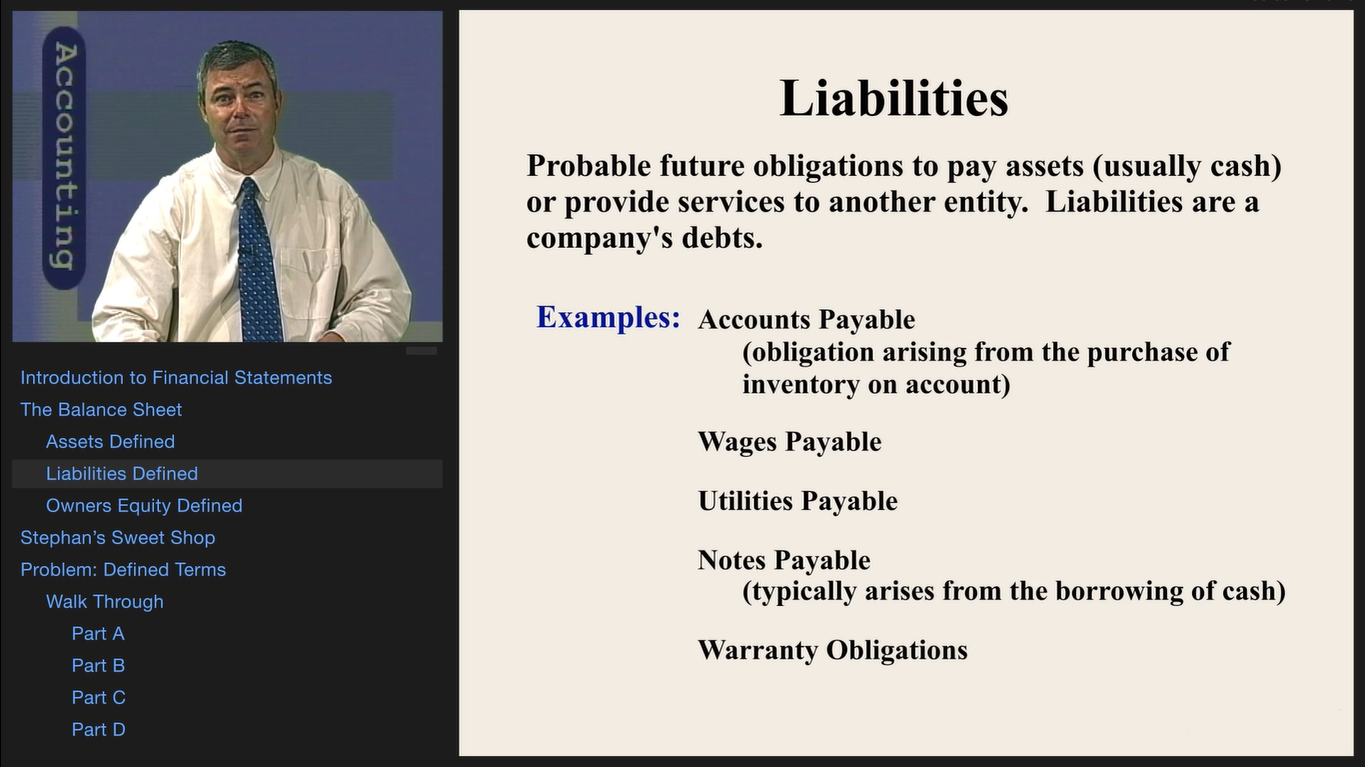 Accounting
Introduction to Financial Statements
The Balance Sheet
Assets Defined
Liabilities Defined
Owners Equity Defined
Stephan’s Sweet Shop
Problem: Defined Terms
Walk Through
Part A
Part B
Part C
Part D
Liabilities
Probable future obligations to pay assets (usually cash)
or provide services to another entity.  Liabilities are a
company's debts.
Examples: Accounts Payable
(obligation arising from the purchase of
inventory on account)
Wages Payable
Utilities Payable
Notes Payable
(typically arises from the borrowing of cash)
Warranty Obligations